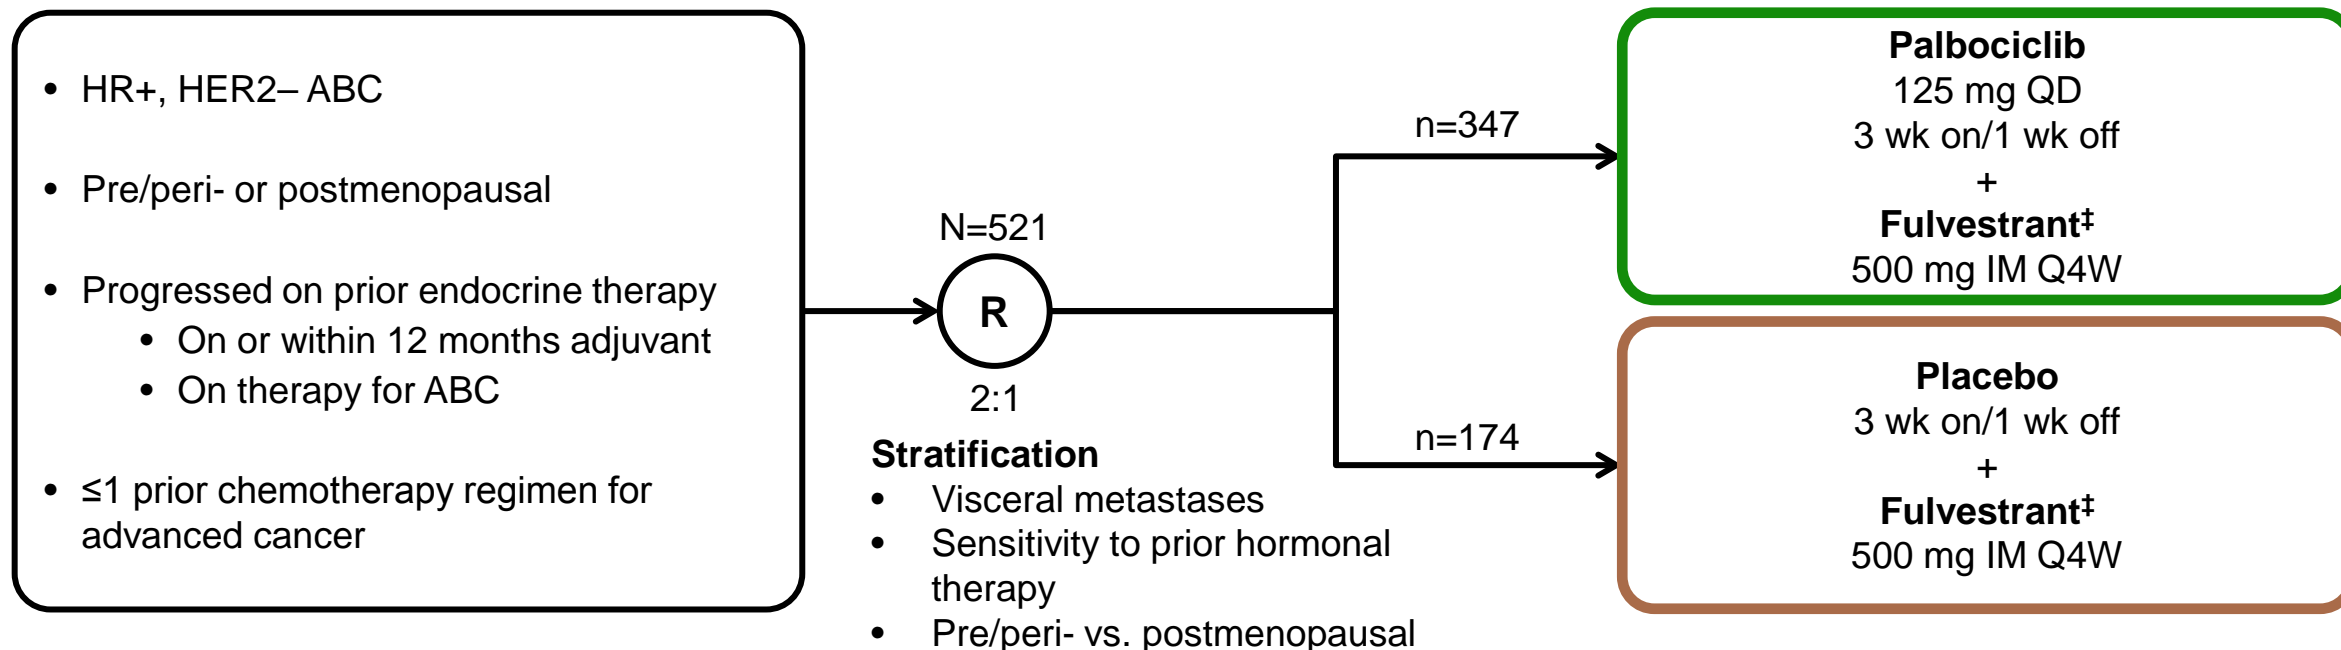 • HR+, HER2– ABC
• Pre/peri- or postmenopausal
• Progressed on prior endocrine therapy
• On or within 12 months adjuvant
• On therapy for ABC
• ≤1 prior chemotherapy regimen for
advanced cancer
N=521
R
2:1
Stratification
• Visceral metastases
• Sensitivity to prior hormonal
therapy
• Pre/peri- vs. postmenopausal
n=347
n=174
Palbociclib
125 mg QD
3 wk on/1 wk off
+
Fulvestrant‡
500 mg IM Q4W
Placebo
3 wk on/1 wk off
+
Fulvestrant‡
500 mg IM Q4W